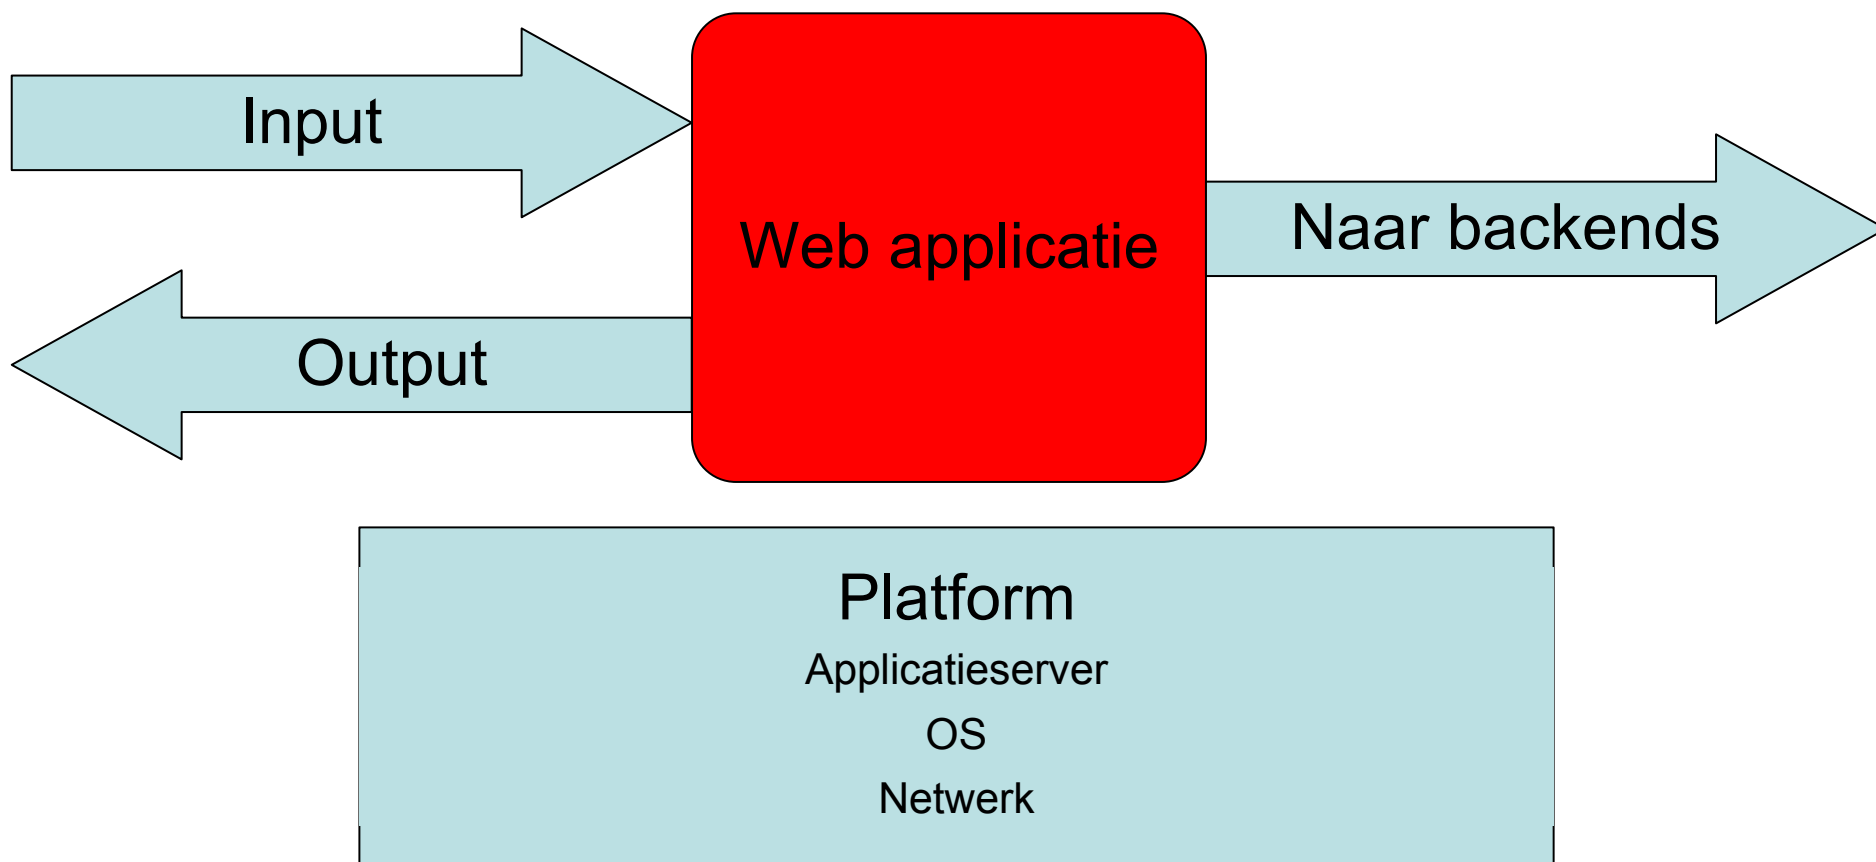 Input
Web applicatie
Naar backends
Output
Platform
Applicatieserver
OS
Netwerk